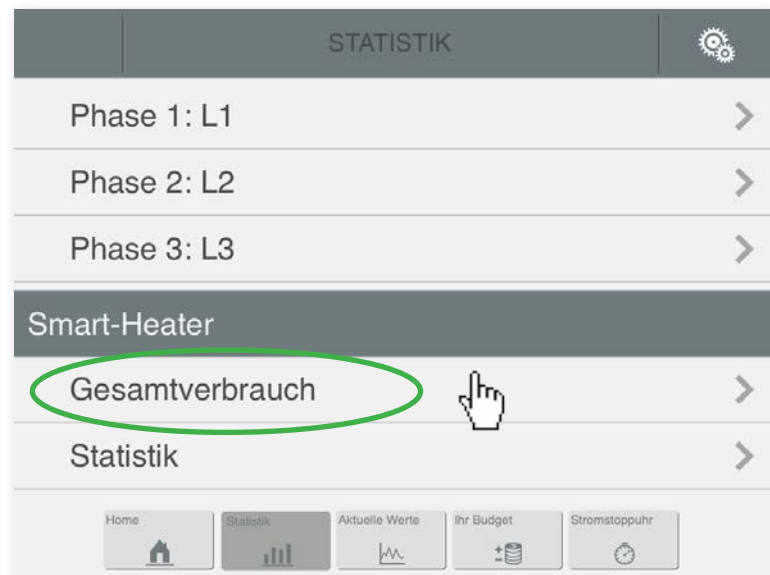 STATISTIK
Phase 1: L1
Phase 2: L2
Phase 3: L3
Smart-Heater
Gesamtverbrauch
Statistik
Home
Statistik
Aktuelle Werte
Ihr Budget
Stromstoppuhr